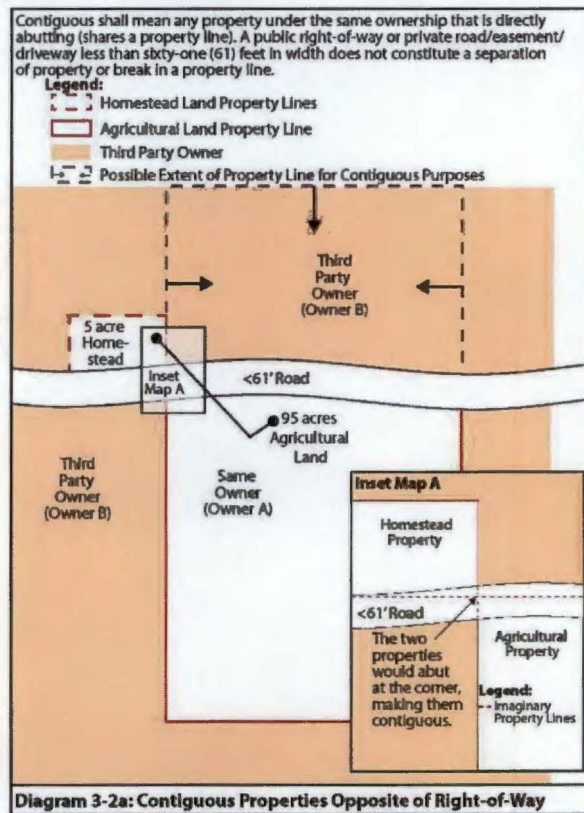 Contiguous shall mean any property under the same ownership that is directly
abutting (shares a property line). A public right-of-way or private road/easement/
driveway less than sixty-one (61) feet in width does not constitute a separation
of property or break in a property line.
Legend:
Homestead Land Property Lines
Agricultural Land Property Line
Third Party Owner
Possible Extent of Property Line for Contiguous Purposes
Third
Party
Owner
(Owner B)
5 acre
Home-
stead
Inset
Map A
<61' Road
95 acres
Agricultural
Land
Third
Party
Owner
(Owner B)
Same
Owner
(Owner A)
Inset Map A
Homestead
Property
<61' Road
The two
properties
would abut
at the corner,
making them
contiguous.
Agricultural
Property
Legend:
Imaginary
Property Lines
Diagram 3-2a: Contiguous Properties Opposite of Right-of-Way